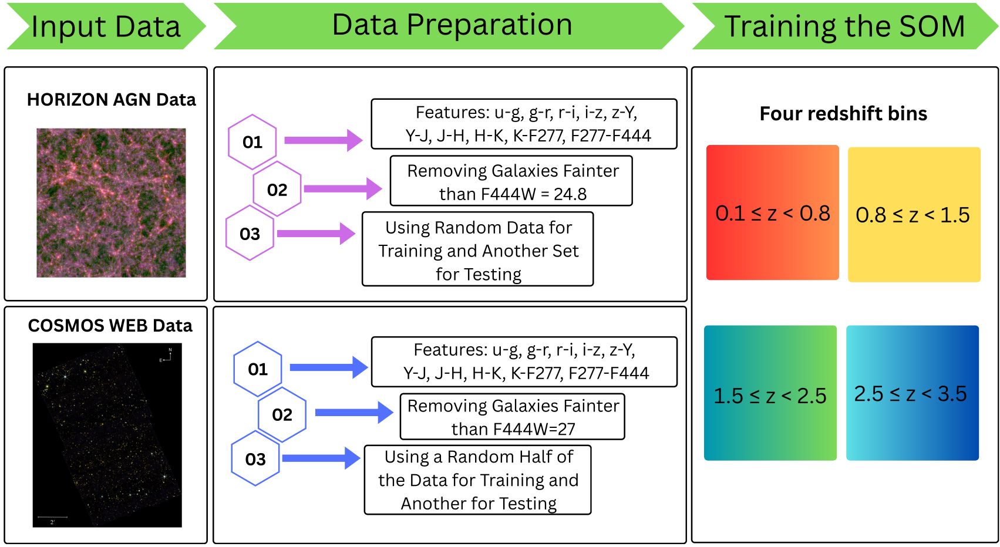 Input Data
Data Preparation
Training the SOM
HORIZON AGN Data
01
Features: u-g, g-r, r-i, i-z, z-Y,
Y-J, J-H, H-K, K-F277, F277-F444
02
Removing Galaxies Fainter
than F444W = 24.8
03
Using Random Data for
Training and Another Set
for Testing
COSMOS WEB Data
N
E
2'
01
Features: u-g, g-r, r-i, i-z, z-Y,
Y-J, J-H, H-K, K-F277, F277-F444
02
Removing Galaxies Fainter
than F444W=27
03
Using a Random Half of
the Data for Training and
Another for Testing
Four redshift bins
0.1 ≤ z < 0.8
0.8 ≤ z < 1.5
1.5 ≤ z < 2.5
2.5 ≤ z < 3.5